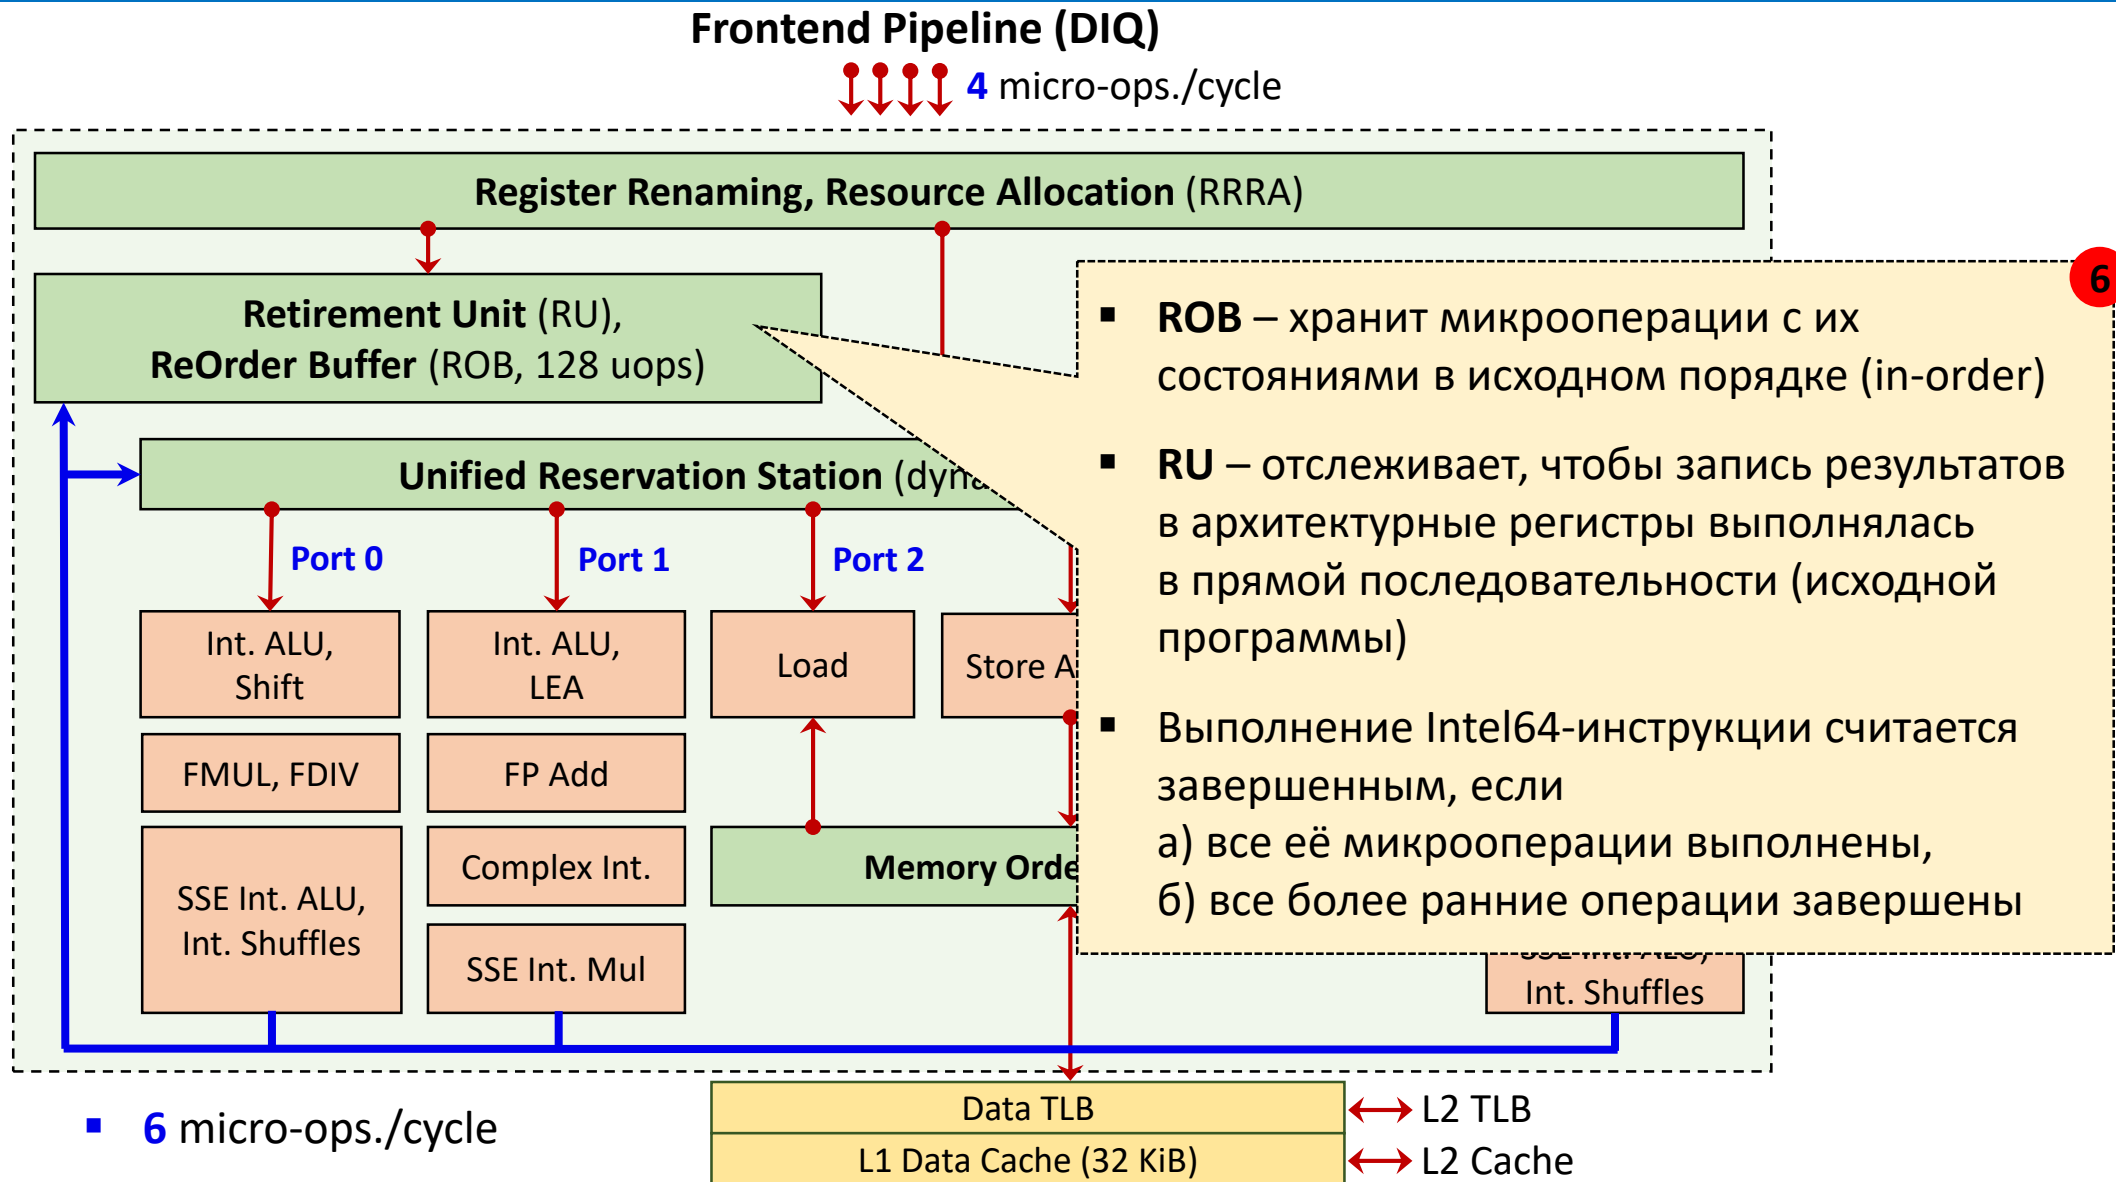 Frontend Pipeline (DIQ)
4 micro-ops./cycle
Register Renaming, Resource Allocation (RRRA)
Retirement Unit (RU),
ReOrder Buffer (ROB, 128 uops)
Unified Reservation Station
Port 0
Port 1
Port 2
Int. ALU,
Shift
Int. ALU,
LEA
Load
Store
FMUL, FDIV
FP Add
SSE Int. ALU,
Int. Shuffles
Complex Int.
SSE Int. Mul
Memory
Int. Shuffles
6
▪ ROB – хранит микрооперации с их
состояниями в исходном порядке (in-order)
▪ RU – отслеживает, чтобы запись результатов
в архитектурные регистры выполнялась
в прямой последовательности (исходной
программы)
▪ Выполнение Intel64-инструкции считается
завершенным, если
а) все её микрооперации выполнены,
б) все более ранние операции завершены
▪ 6 micro-ops./cycle
Data TLB
L2 TLB
L1 Data Cache (32 KiB)
L2 Cache